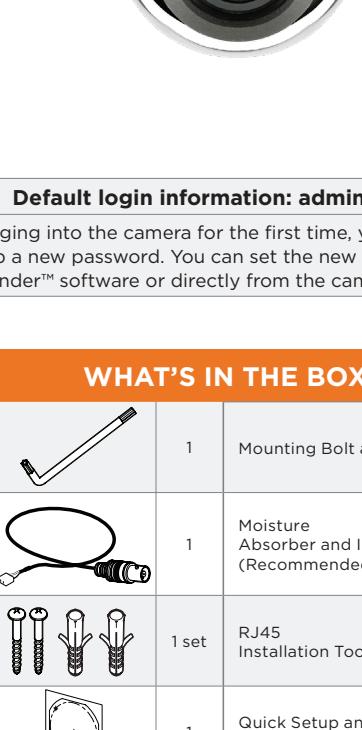 Default login information: admin
ging into the camera for the first time, y
a new password. You can set the new
nder™ software or directly from the cam
WHAT'S IN THE BOX
1
Mounting Bolt a
1
Moisture
Absorber and I
(Recommended
1 set
RJ45
Installation Too
1
Quick Setup an